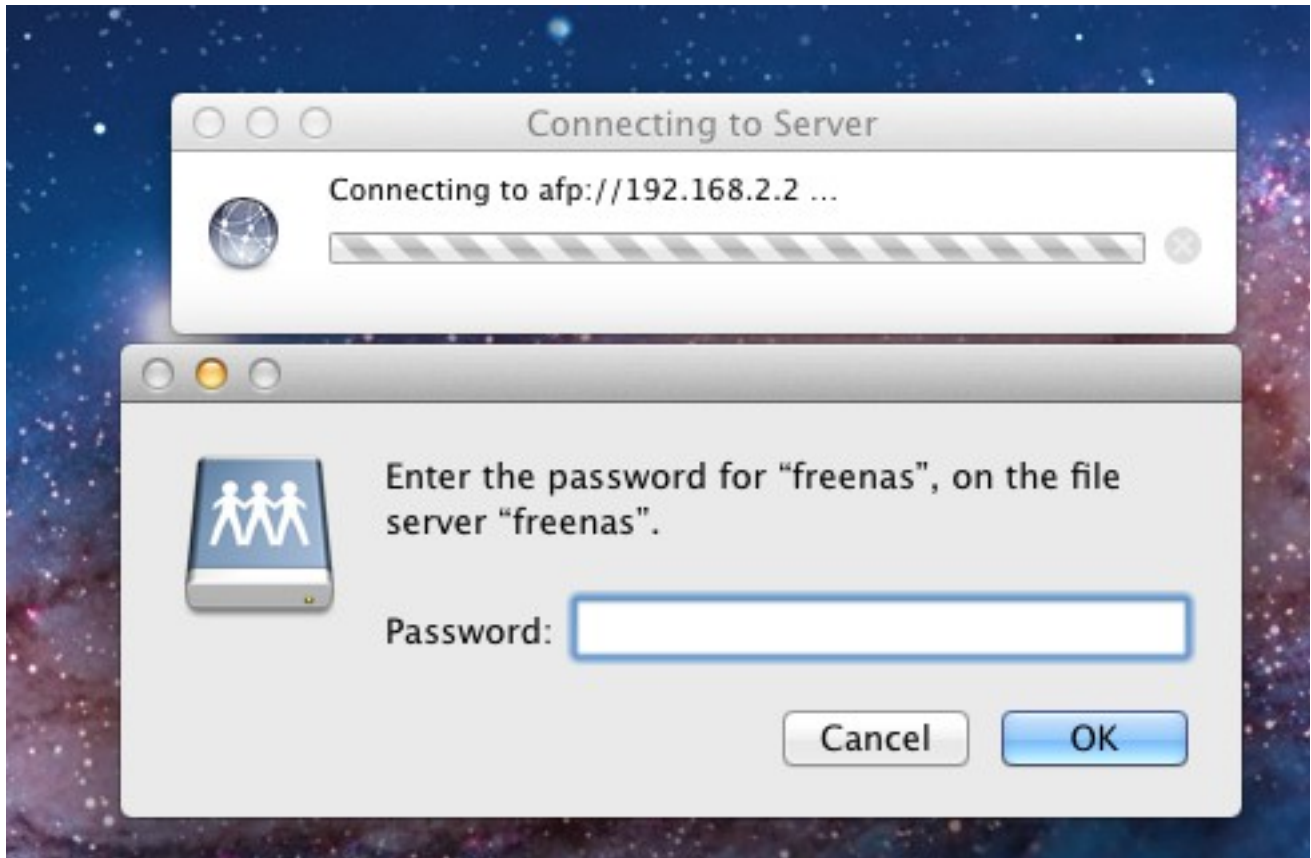 Connecting to Server
Connecting to afp://192.168.2.2 ...
Enter the password for “freenas”, on the file
server “freenas”.
Password:
Cancel OK